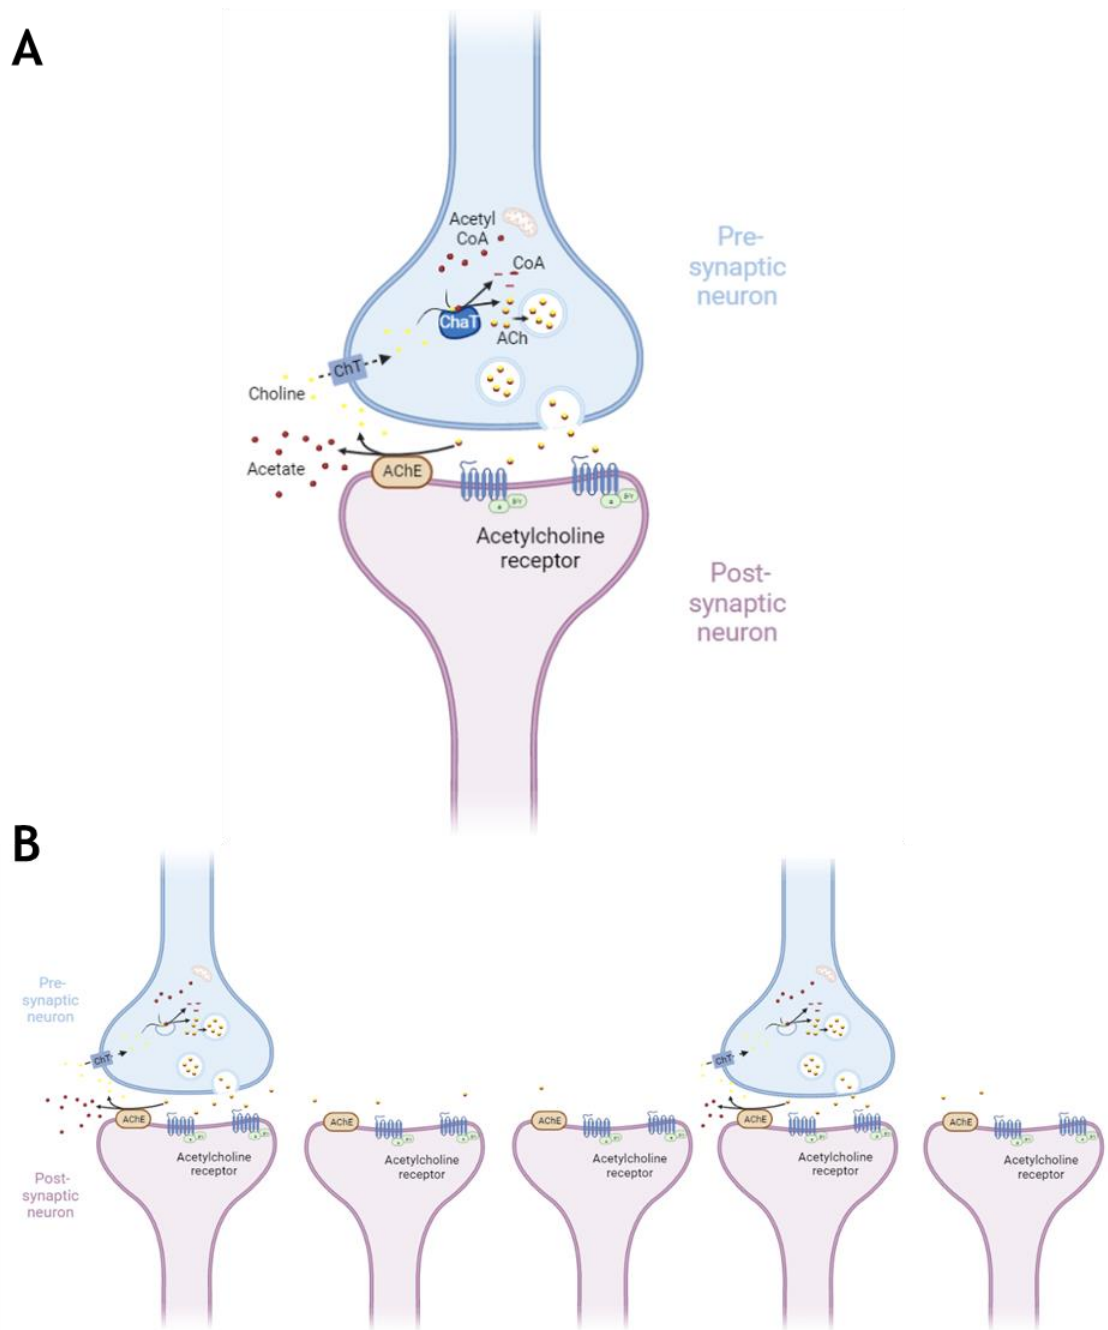 A
Acetyl
CoA
CoA
ChaT
ACh
ChT
Choline
Acetate
AChE
Acetylcholine
receptor
Pre-
synaptic
neuron
Post-
synaptic
neuron
B
Pre-
synaptic
neuron
ChT
ChT
AChE
AChE
AChE
AChE
AChE
Acetylcholine
receptor
Acetylcholine
receptor
Acetylcholine
receptor
Acetylcholine
receptor
Acetylcholine
receptor
Post-
synaptic
neuron